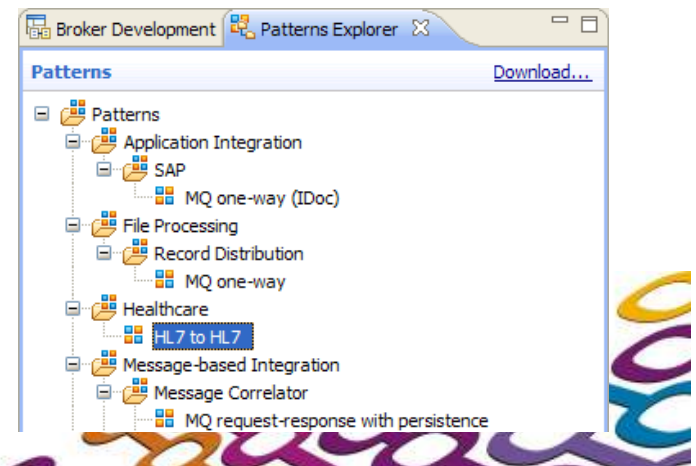 Broker Development Patterns Explorer
Patterns Download...
Patterns
Application Integration
SAP
MQ one-way (IDoc)
File Processing
Record Distribution
MQ one-way
Healthcare
HL7 to HL7
Message-based Integration
Message Correlator
MQ request-response with persistence